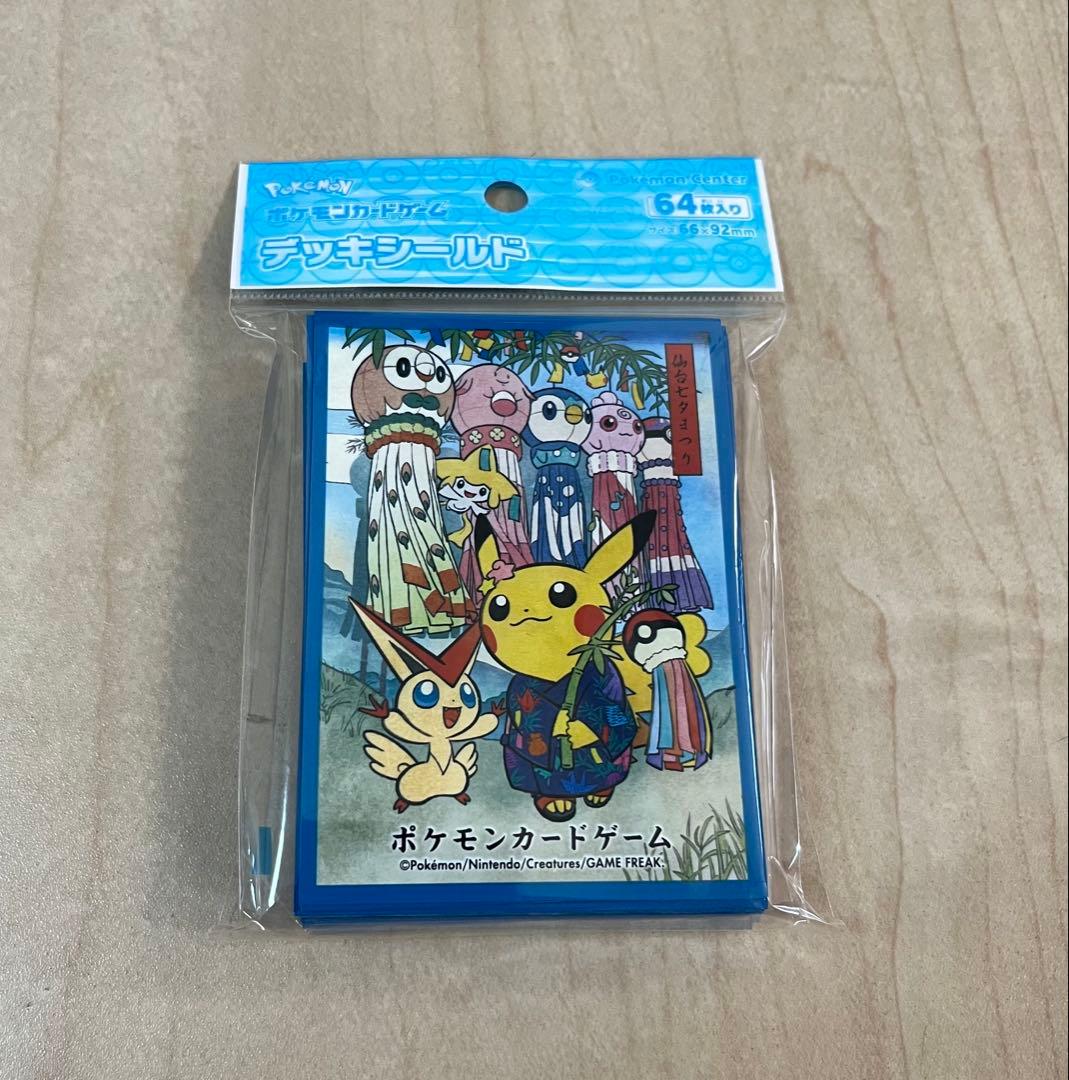 POKÉMON
ポケモンカードゲーム
デッキシールド
Pokémon Center
64枚入り
サイズ 66×92mm
仙台七夕まつり
ポケモンカードゲーム
©Pokémon/Nintendo/Creatures/GAME FREAK.